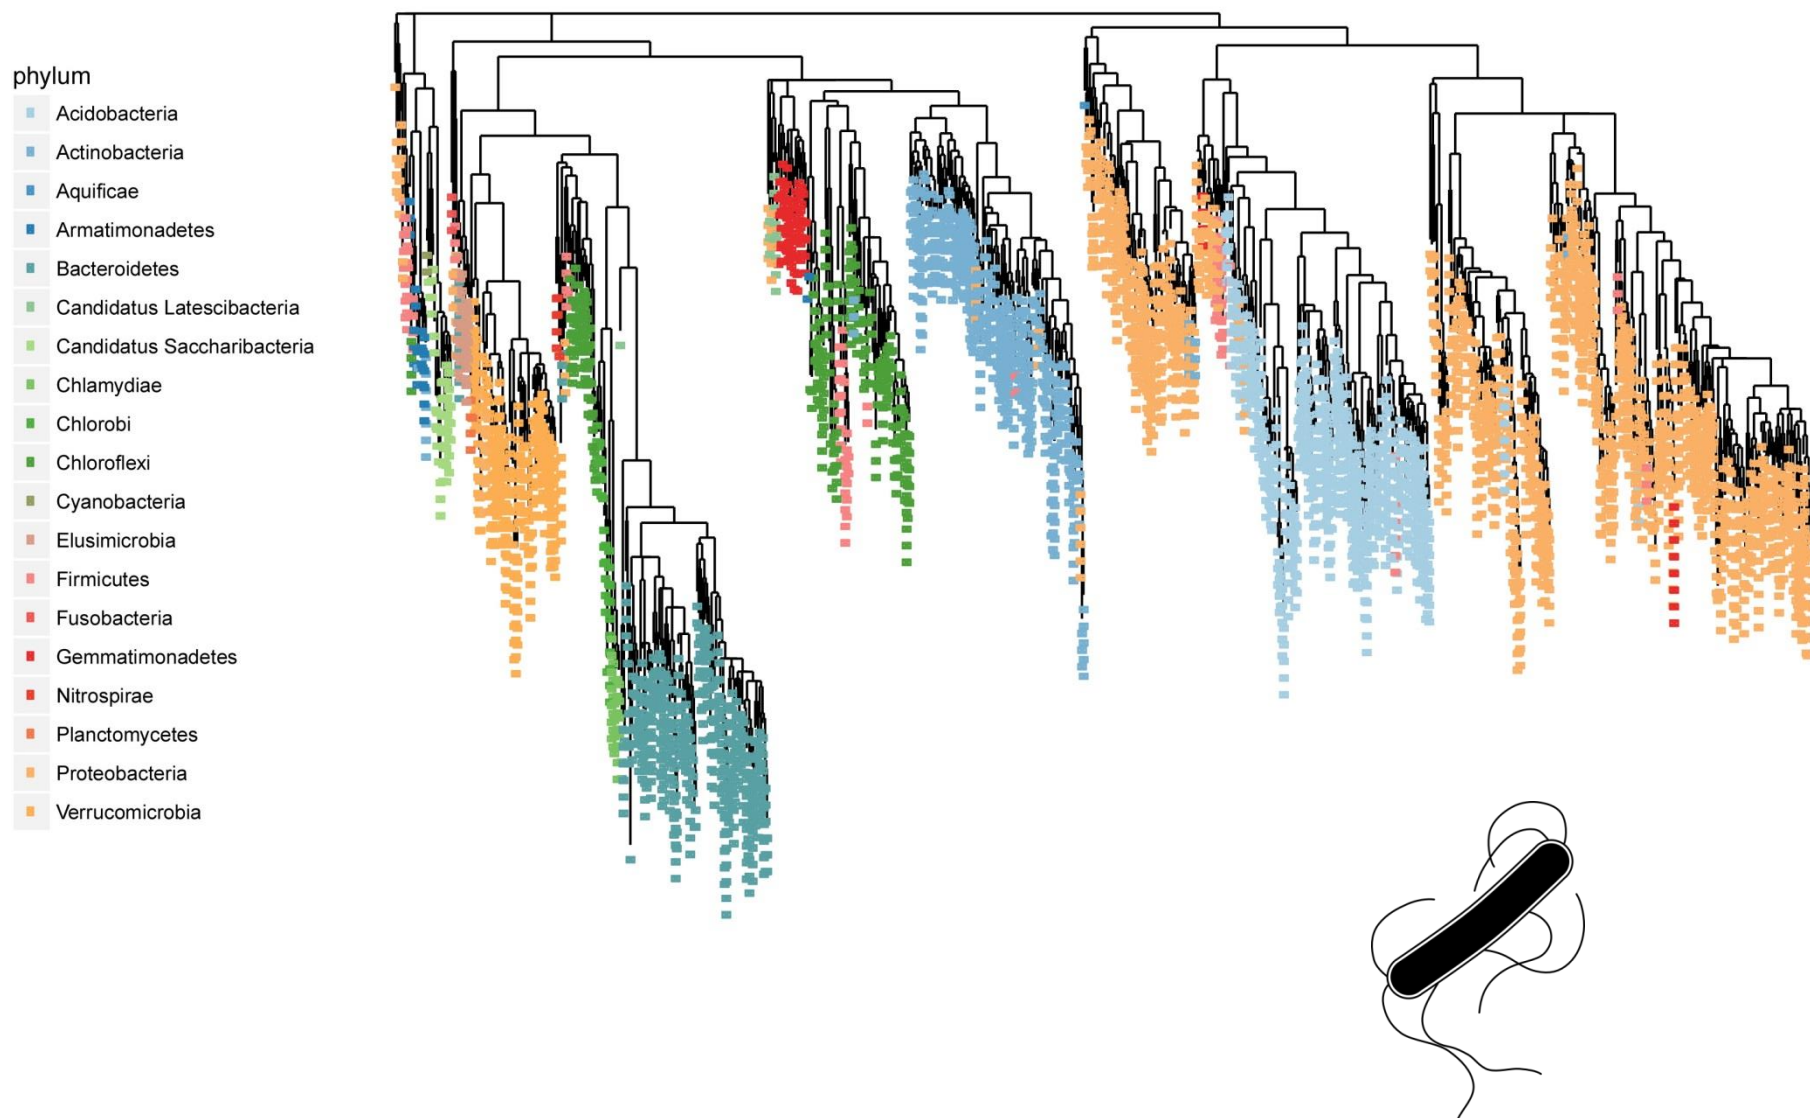 phylum
Acidobacteria
Actinobacteria
Aquificae
Armatimonadetes
Bacteroidetes
Candidatus Latescibacteria
Candidatus Saccharibacteria
Chlamydiae
Chlorobi
Chloroflexi
Cyanobacteria
Elusimicrobia
Firmicutes
Fusobacteria
Gemmatimonadetes
Nitrospirae
Planctomycetes
Proteobacteria
Verrucomicrobia